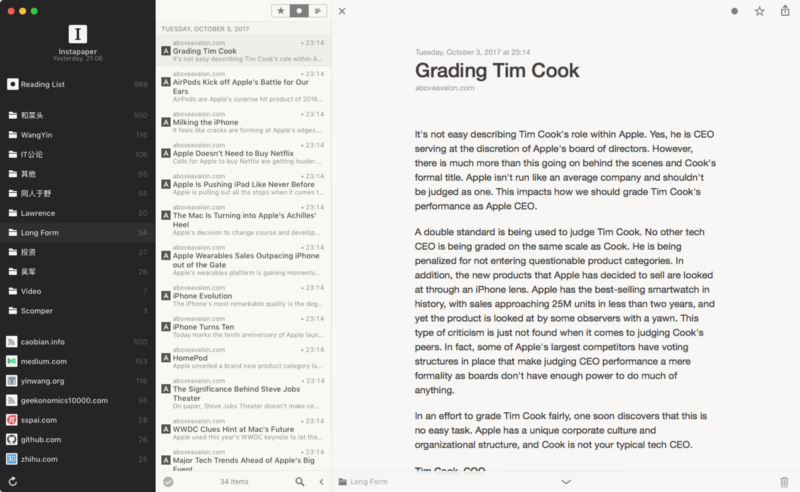 Instapaper
Yesterday, 21:06
Reading List 988
和菜头 500
WangYin 116
IT公论 106
其他 55
同人于野 55
Lawrence 50
Long Form 34
投资 27
吴军 26
Video 7
Scomper 3
caobian.info 500
medium.com 153
yinwang.org 116
geekonomics10000.com 55
sspai.com 28
github.com 26
zhihu.com 25
TUESDAY, OCTOBER 3, 2017
aboveavalon.com • 23:14
Grading Tim Cook
It's not easy describing Tim Cook's role within A...
aboveavalon.com • 23:14
AirPods Kick off Apple's Battle for Our
Ears
AirPods are Apple's surprise hit product of 2016...
aboveavalon.com • 23:14
Milking the iPhone
It feels like cracks are forming at Apple's edges.
aboveavalon.com • 23:14
Apple Doesn't Need to Buy Netflix
Calls for Apple to buy Netflix are getting louder.
aboveavalon.com • 23:14
Apple Is Pushing iPad Like Never Before
Apple is pulling out all the stops when it comes t
aboveavalon.com • 23:14
The Mac Is Turning into Apple's Achilles'
Heel
Apple's decision to change course and develop...
aboveavalon.com • 23:14
Apple Wearables Sales Outpacing iPhone
out of the Gate
Apple's wearables platform is gaining momentu...
aboveavalon.com • 23:14
iPhone Evolution
The iPhone's most remarkable quality is the deg...
aboveavalon.com • 23:14
iPhone Turns Ten
Today marks the tenth anniversary of Apple laun...
aboveavalon.com • 23:14
HomePod
Apple unveiled a brand new product category la...
aboveavalon.com • 23:14
The Significance Behind Steve Jobs
Theater
On paper, Steve Jobs Theater doesn't make co...
aboveavalon.com • 23:14
WWDC Clues Hint at Mac's Future
Apple used this year's WWDC keynote to let the...
aboveavalon.com • 23:14
Major Tech Trends Ahead of Apple's Big
Event
34 items
Tuesday, October 3, 2017 at 23:14
Grading Tim Cook
aboveavalon.com
It's not easy describing Tim Cook's role within Apple. Yes, he is CEO
serving at the discretion of Apple's board of directors. However,
there is much more than this going on behind the scenes and Cook's
formal title. Apple isn't run like an average company and shouldn't
be judged as one. This impacts how we should grade Tim Cook's
performance as Apple CEO.
A double standard is being used to judge Tim Cook. No other tech
CEO is being graded on the same scale as Cook. He is being
penalized for not entering questionable product categories. In
addition, the new products that Apple has decided to sell are looked
at through an iPhone lens. Apple has the best-selling smartwatch in
history, with sales approaching 25M units in less than two years, and
yet the product is looked at by some observers with a yawn. This
type of criticism is just not found when it comes to judging Cook's
peers. In fact, some of Apple's largest competitors have voting
structures in place that make judging CEO performance a mere
formality as boards don't have enough power to do much of
anything.
In an effort to grade Tim Cook fairly, one soon discovers that this is
no easy task. Apple has a unique corporate culture and
organizational structure, and Cook is not your typical tech CEO.
Tim Cook, COO
Long Form